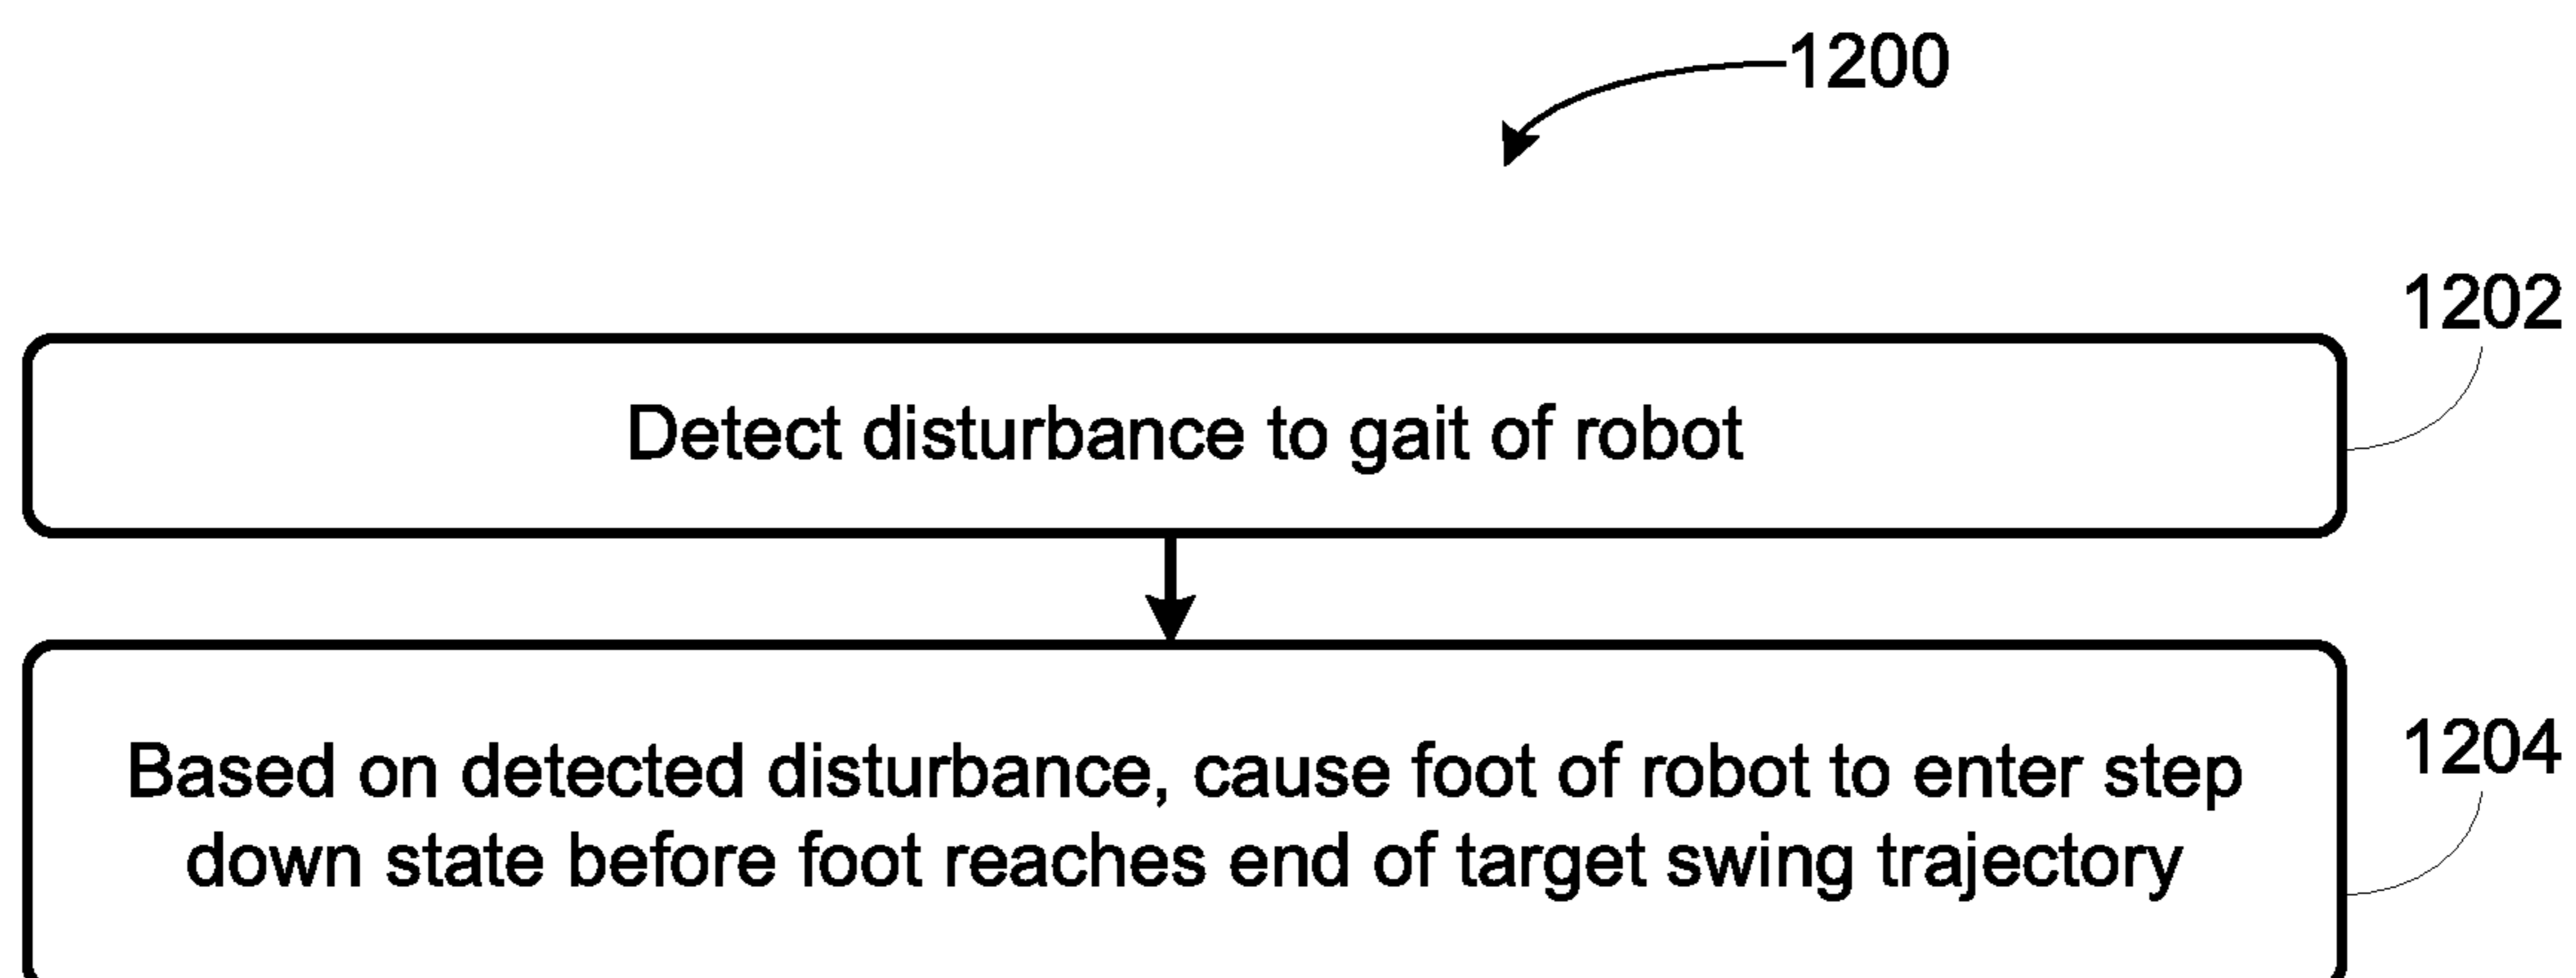 1200
1202
Detect disturbance to gait of robot
1204
Based on detected disturbance, cause foot of robot to enter step
down state before foot reaches end of target swing trajectory